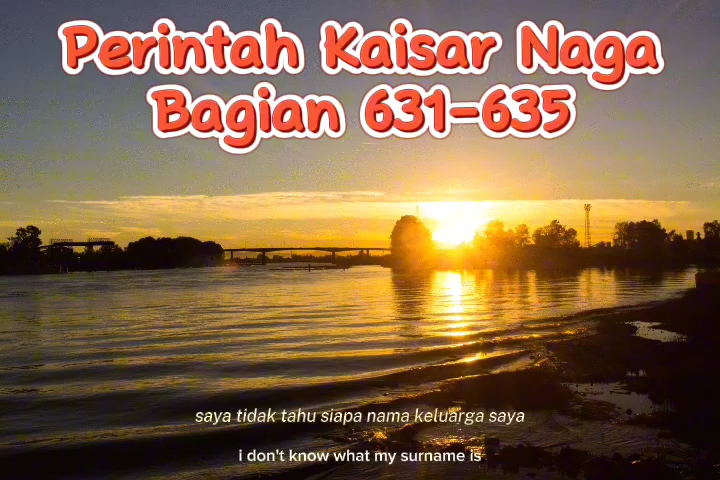 Perintah Kaisar Naga
Bagian 631-635
saya tidak tahu siapa nama keluarga saya
i don't know what my surname is